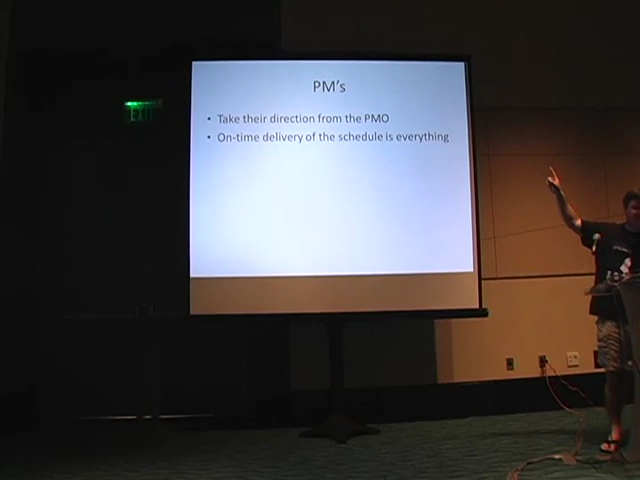 EXIT
PM's
• Take their direction from the PMO
• On-time delivery of the schedule is everything